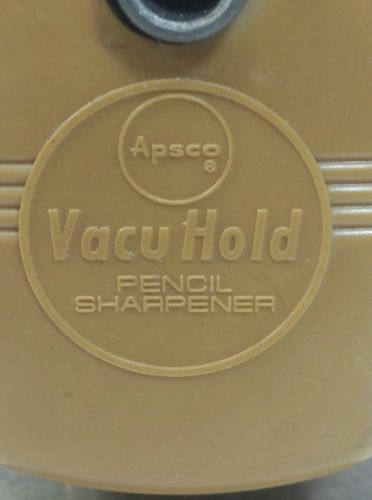 Apsco
®
Vacu Hold
PENCIL
SHARPENER